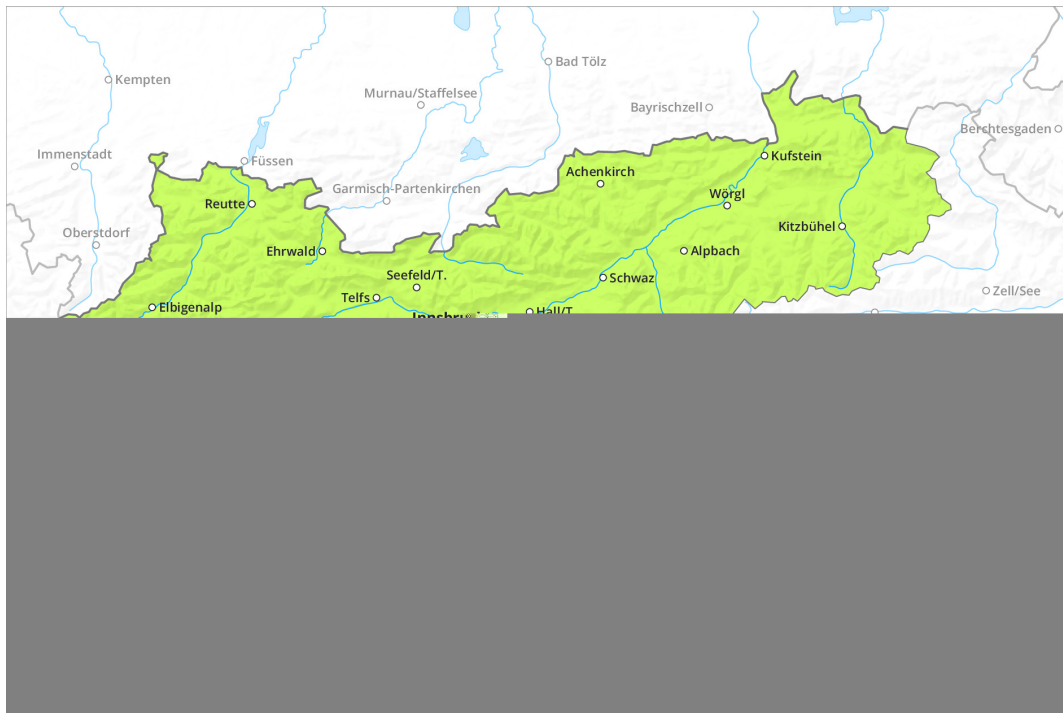 Kempten
Bad Tölz
Murnau/Staffelsee
Bayrischzell
Berchtesgaden
Immenstadt
Füssen
Kufstein
Achenkirch
Garmisch-Partenkirchen
Wörgl
Reutte
Kitzbühel
Oberstdorf
Ehrwald
Alpbach
Seefeld/T.
Schwaz
Zell/See
Telfs
Elbigenalp
Hall/T.